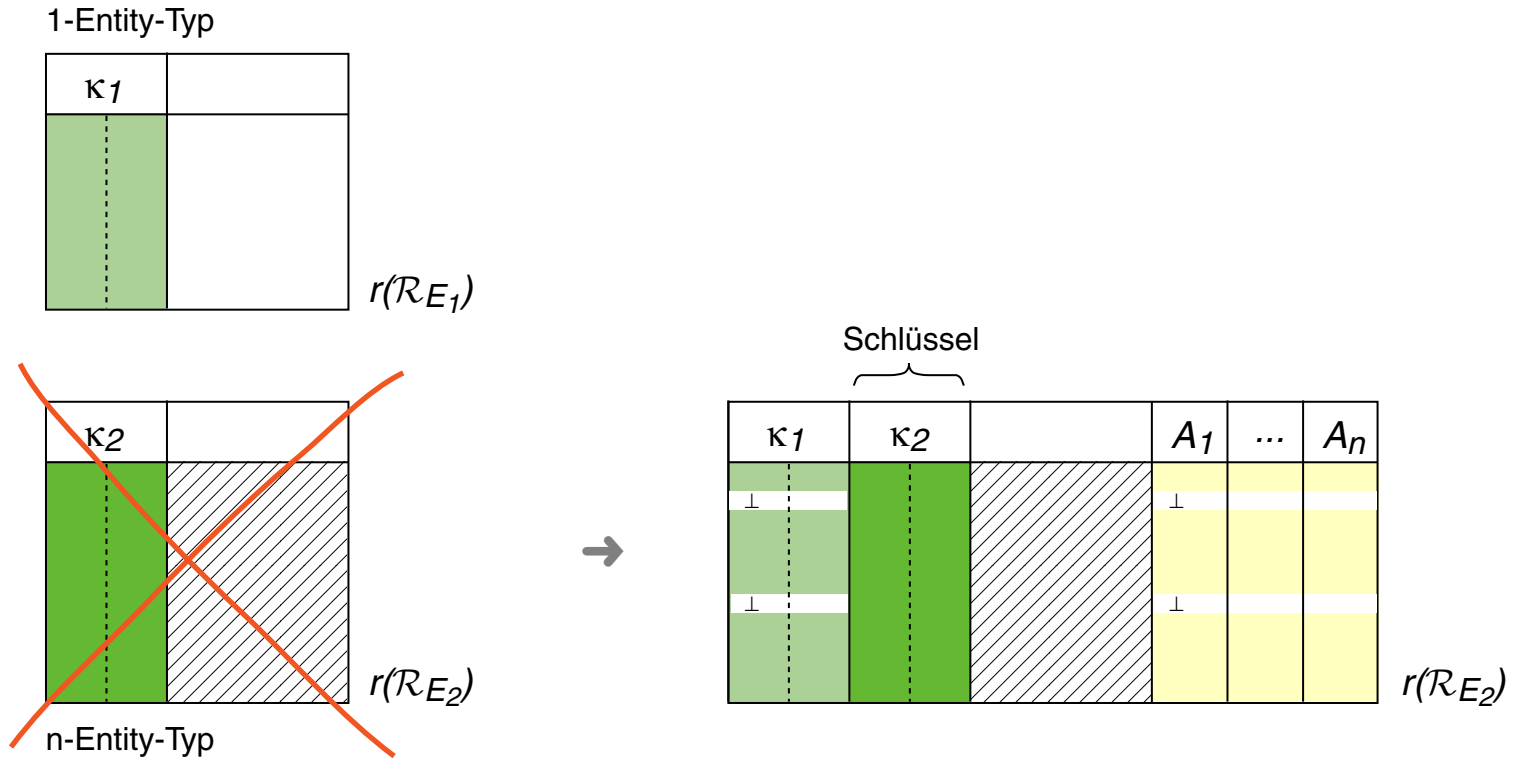 1-Entity-Typ
κ1
r(ℛE1)
Schlüssel
κ2
κ1 κ2 A1 ... An
⊥ ⊥
⊥ ⊥
r(ℛE2)
r(ℛE2)
n-Entity-Typ